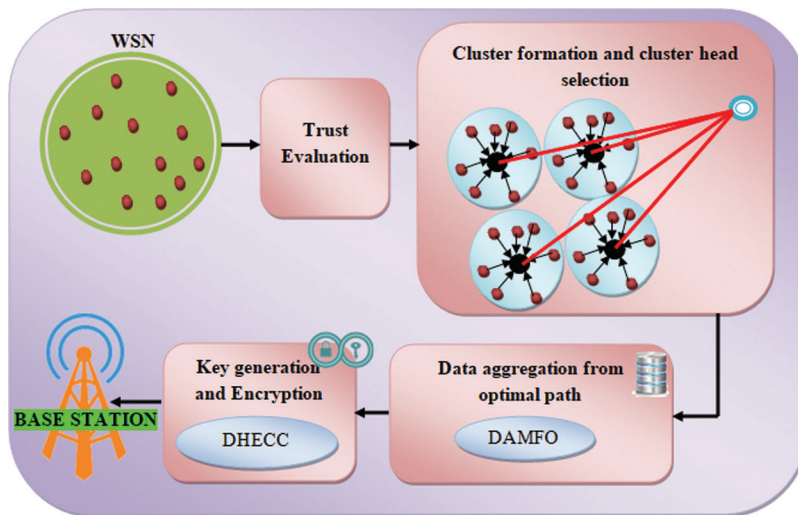 WSN
Trust
Evaluation
Cluster formation and cluster head
selection
Key generation
and Encryption
DHECC
Data aggregation from
optimal path
DAMFO
BASE STATION